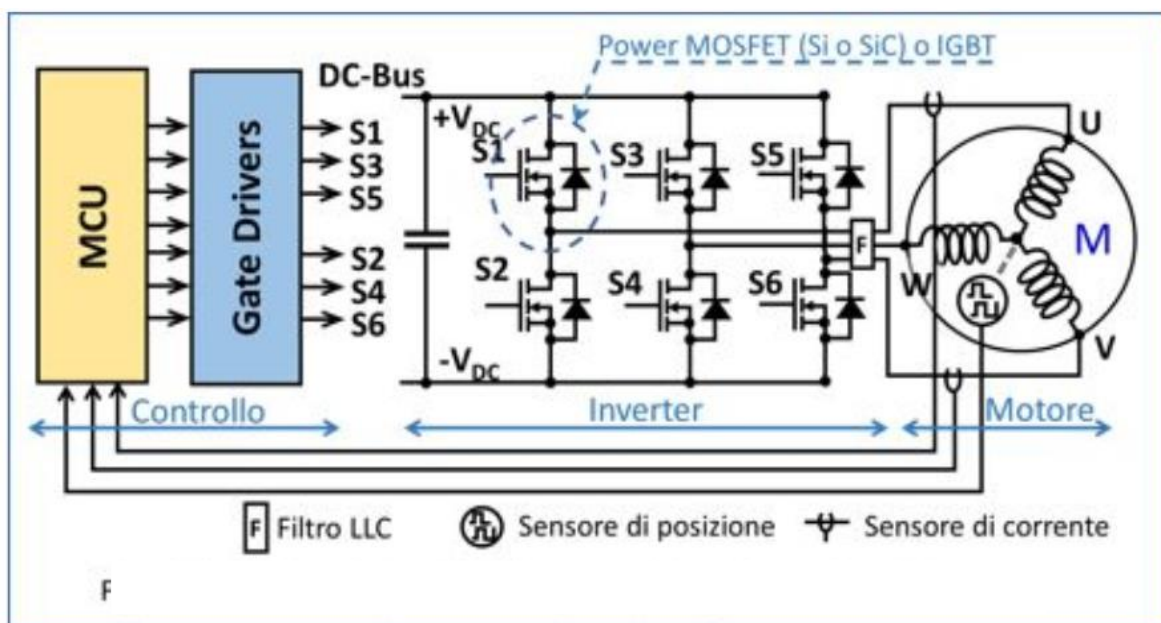 Power MOSFET (Si o SiC) o IGBT
DC-Bus
MCU
Gate Drivers
S1
S3
S5
S2
S4
S6
+VDC
S1
S3
S5
S2
S4
S6
-VDC
F
U
M
W
V
Controllo
Inverter
Motore
F Filtro LLC
Sensore di posizione
Sensore di corrente